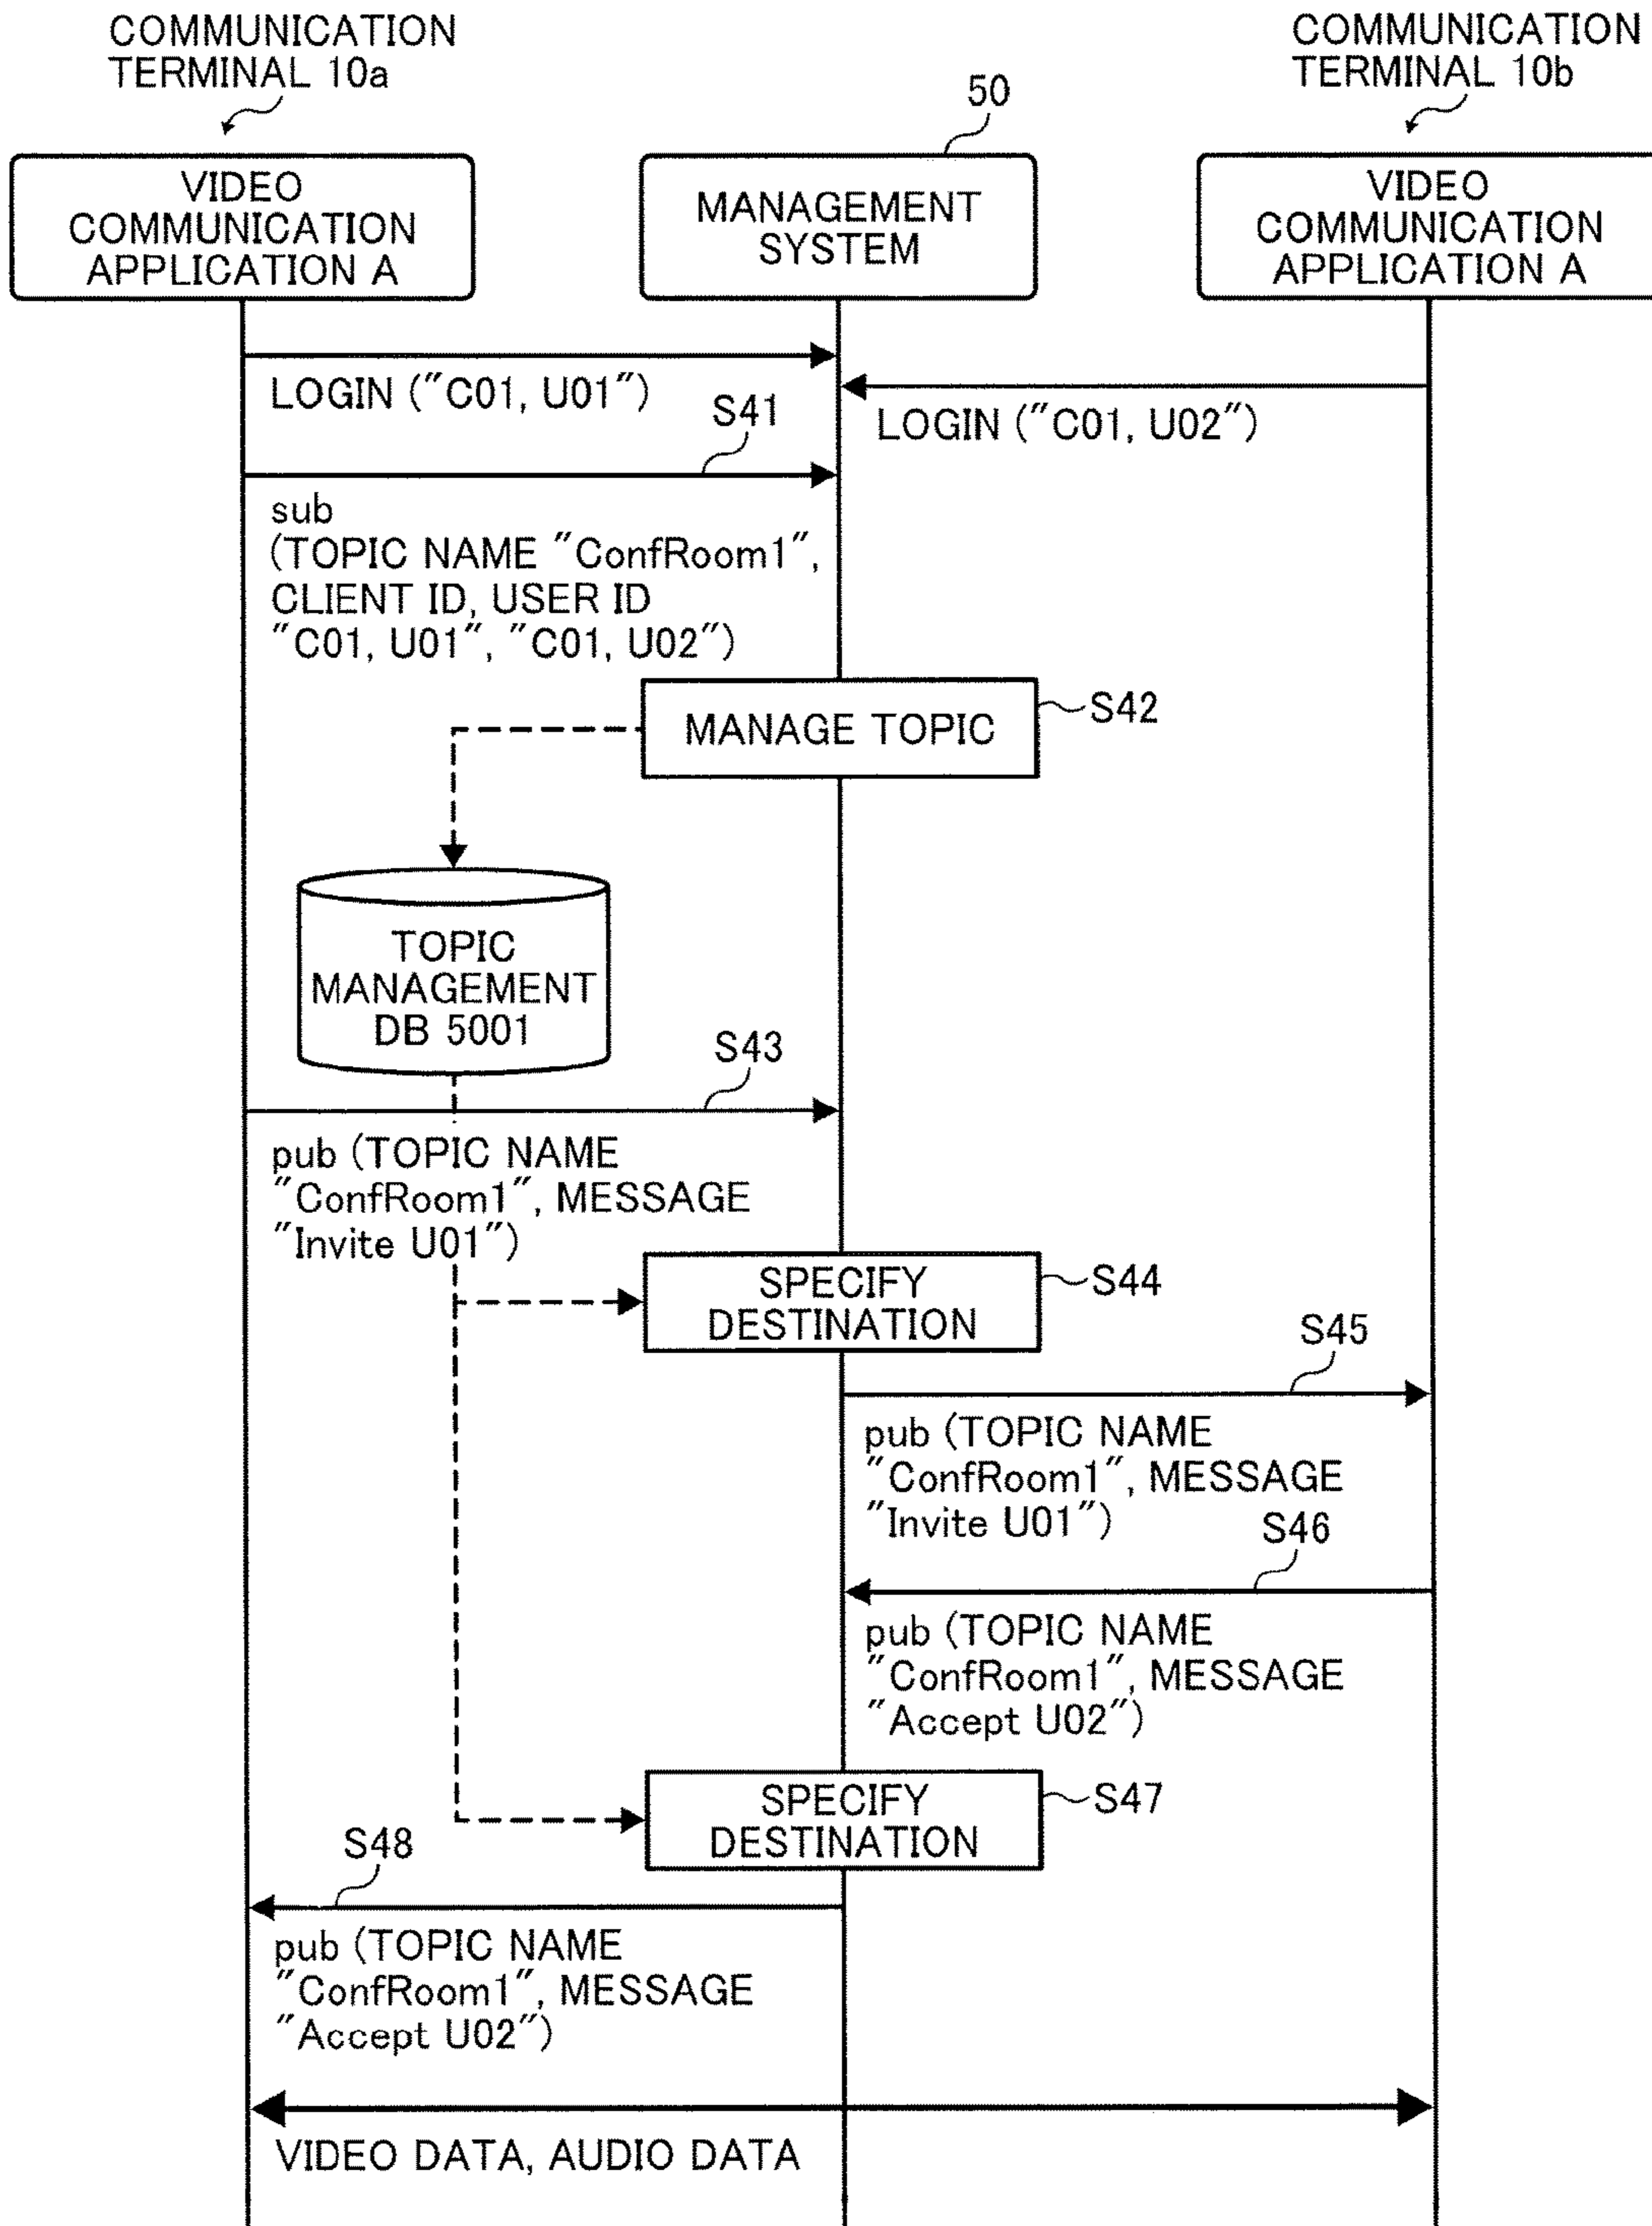 COMMUNICATION
TERMINAL 10a
COMMUNICATION
TERMINAL 10b
50
VIDEO
COMMUNICATION
APPLICATION A
MANAGEMENT
SYSTEM
VIDEO
COMMUNICATION
APPLICATION A
LOGIN ("C01, U01")
LOGIN ("C01, U02")
S41
sub
(TOPIC NAME "ConfRoom1",
CLIENT ID, USER ID
"C01, U01", "C01, U02")
MANAGE TOPIC
S42
TOPIC
MANAGEMENT
DB 5001
S43
pub (TOPIC NAME
"ConfRoom1", MESSAGE
"Invite U01")
SPECIFY
DESTINATION
S44
S45
pub (TOPIC NAME
"ConfRoom1", MESSAGE
"Invite U01")
S46
pub (TOPIC NAME
"ConfRoom1", MESSAGE
"Accept U02")
SPECIFY
DESTINATION
S47
S48
pub (TOPIC NAME
"ConfRoom1", MESSAGE
"Accept U02")
VIDEO DATA, AUDIO DATA